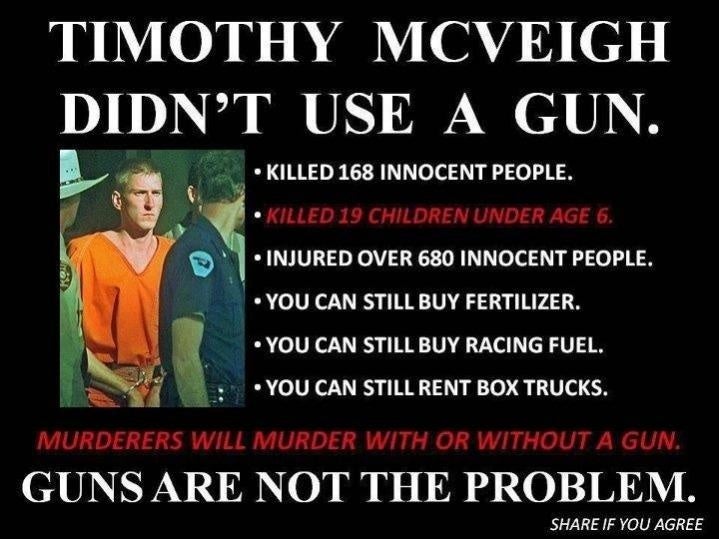 TIMOTHY MCVEIGH
DIDN'T USE A GUN.
• KILLED 168 INNOCENT PEOPLE.
• KILLED 19 CHILDREN UNDER AGE 6.
• INJURED OVER 680 INNOCENT PEOPLE.
• YOU CAN STILL BUY FERTILIZER.
• YOU CAN STILL BUY RACING FUEL.
• YOU CAN STILL RENT BOX TRUCKS.
MURDERERS WILL MURDER WITH OR WITHOUT A GUN.
GUNS ARE NOT THE PROBLEM.
SHARE IF YOU AGREE